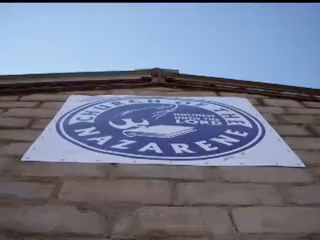 CHURCH OF THE
HOLINESS
UNTO THE
LORD
NAZARENE